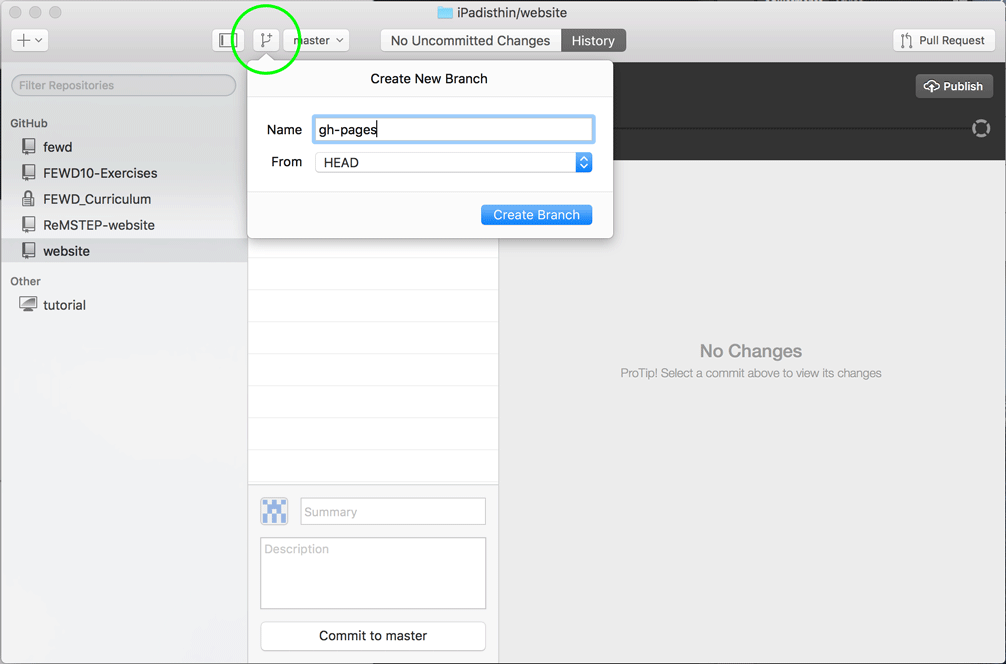 iPadisthin/website
master
No Uncommitted Changes
History
Pull Request
Filter Repositories
GitHub
fewd
FEWD10-Exercises
FEWD_Curriculum
ReMSTEP-website
website
Other
tutorial
Create New Branch
Name
gh-pages
From
HEAD
Create Branch
Publish
No Changes
ProTip! Select a commit above to view its changes
Summary
Description
Commit to master